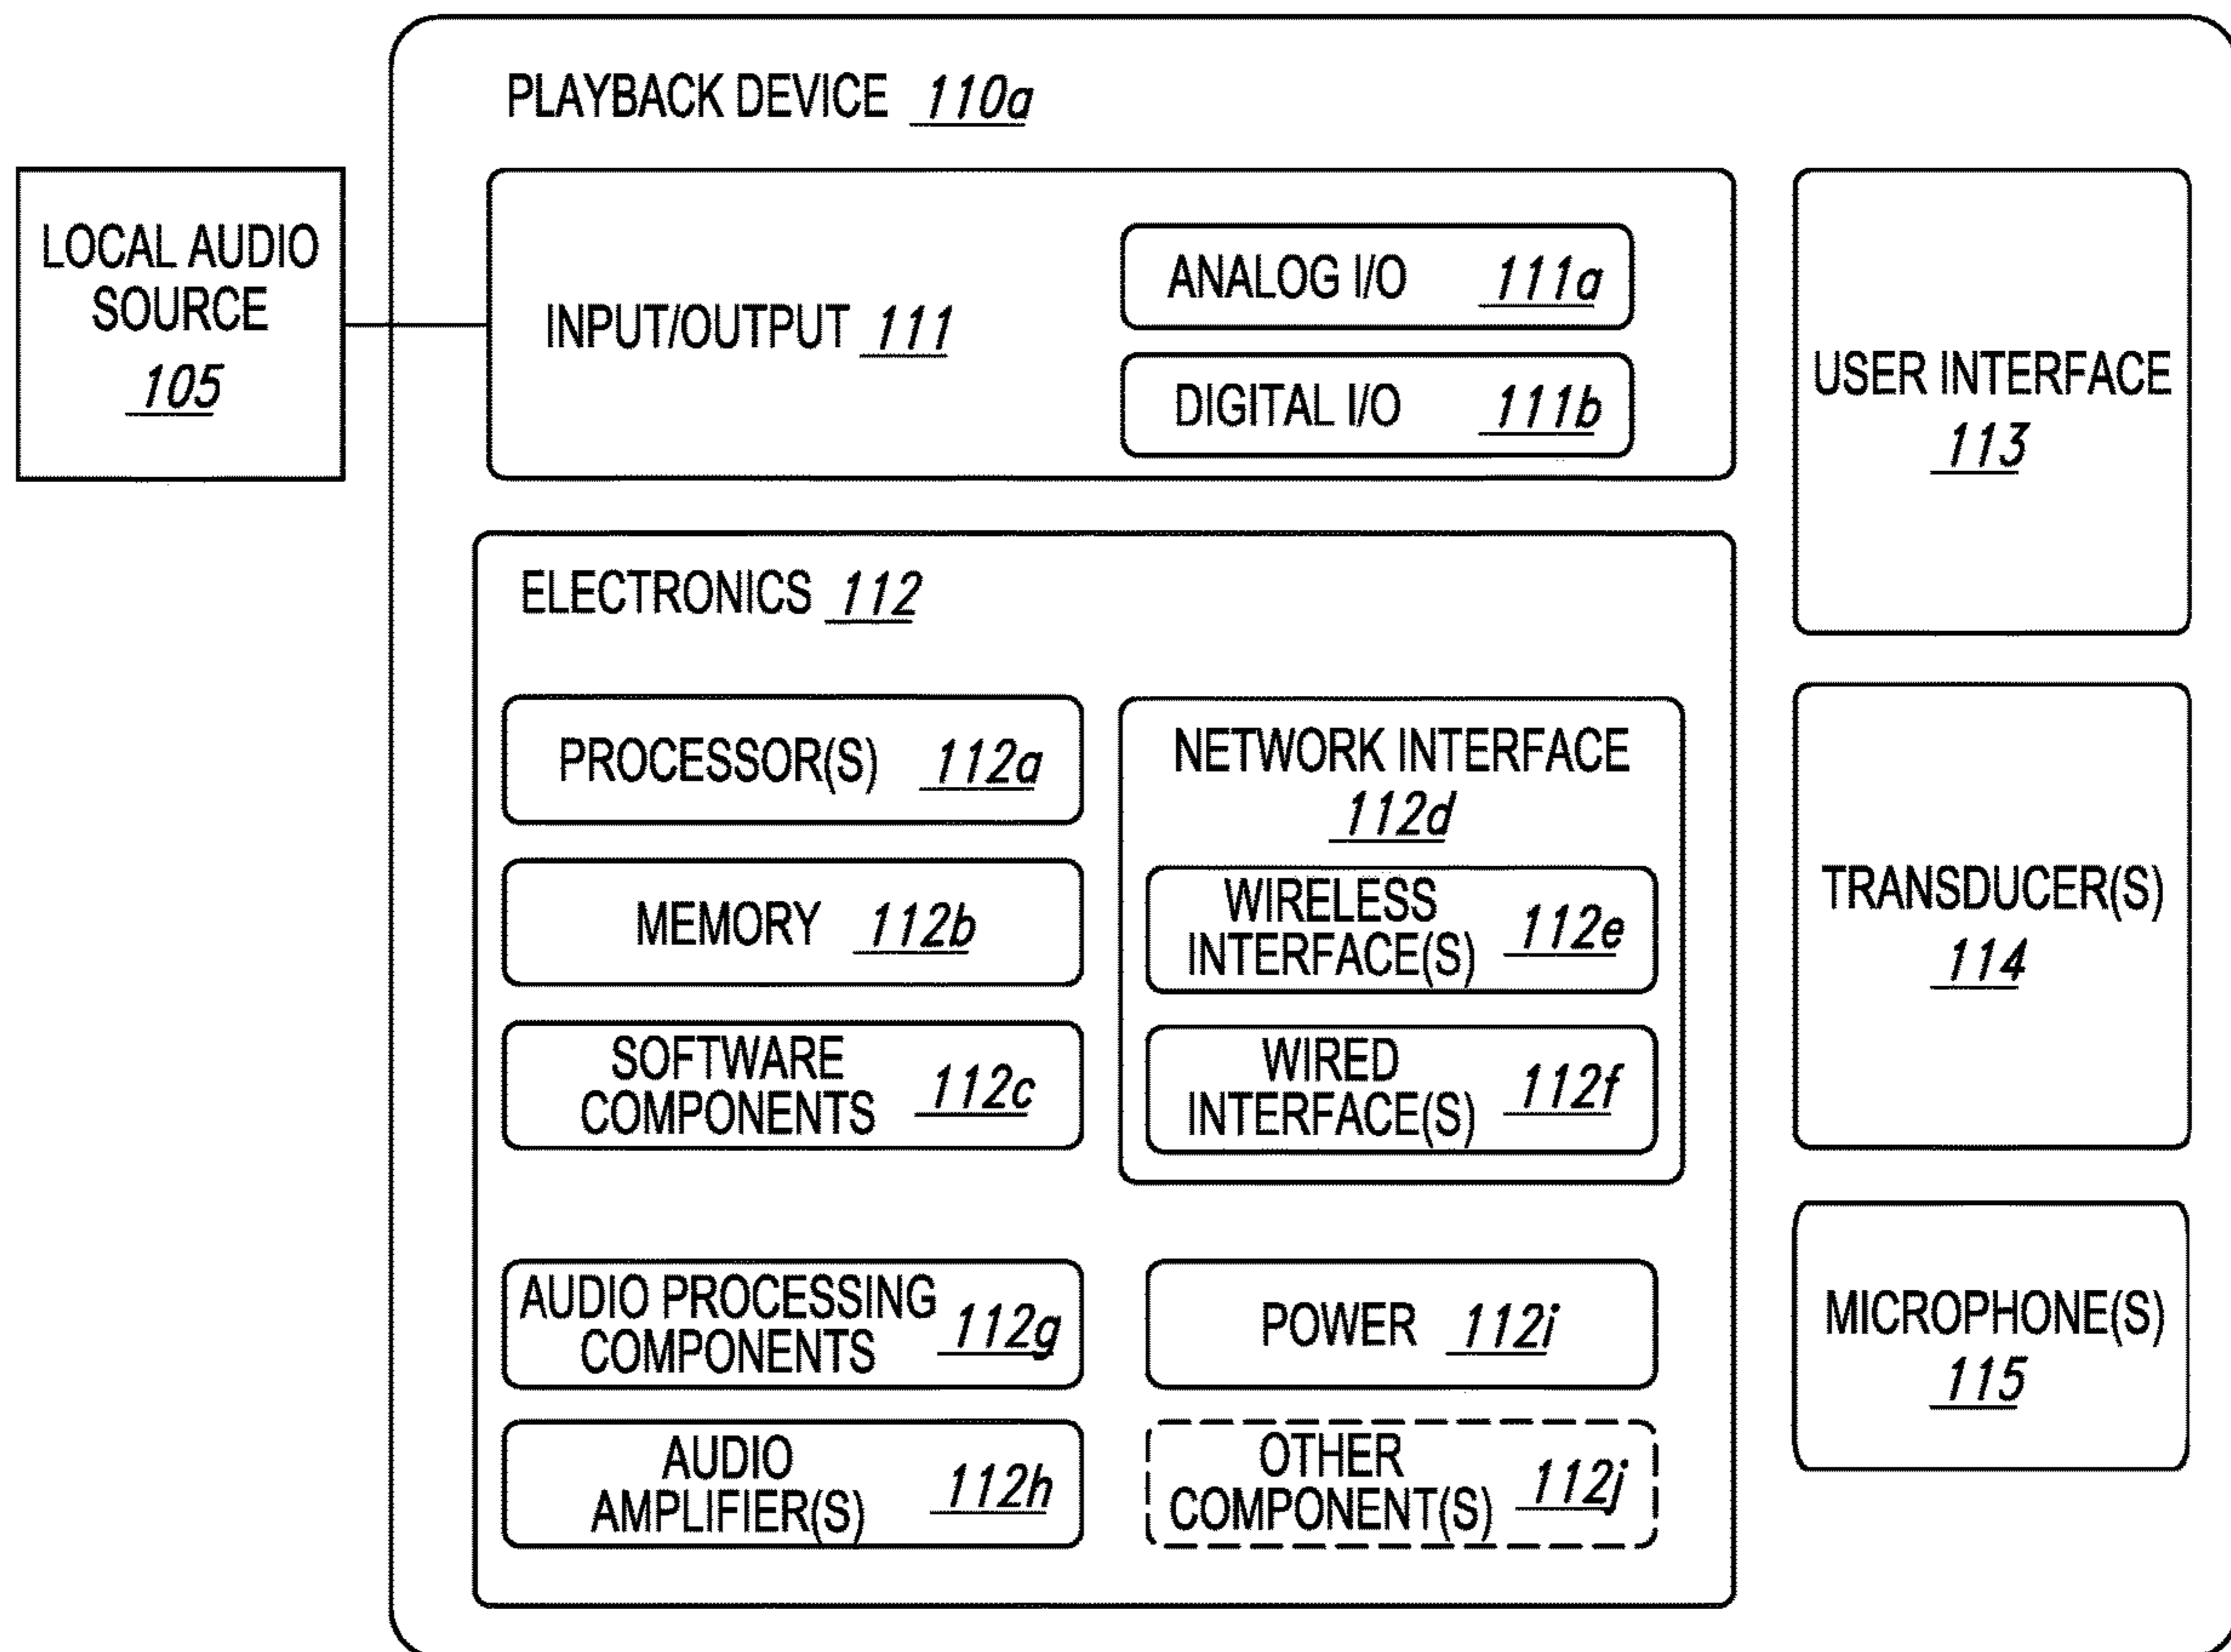 PLAYBACK DEVICE 110a
LOCAL AUDIO
SOURCE
105
INPUT/OUTPUT 111
ANALOG I/O 111a
DIGITAL I/O 111b
USER INTERFACE
113
ELECTRONICS 112
PROCESSOR(S) 112a
MEMORY 112b
SOFTWARE
COMPONENTS 112c
NETWORK INTERFACE
112d
WIRELESS
INTERFACE(S) 112e
WIRED
INTERFACE(S) 112f
AUDIO PROCESSING
COMPONENTS 112g
AUDIO
AMPLIFIER(S) 112h
POWER 112i
OTHER
COMPONENT(S) 112j
TRANSDUCER(S)
114
MICROPHONE(S)
115